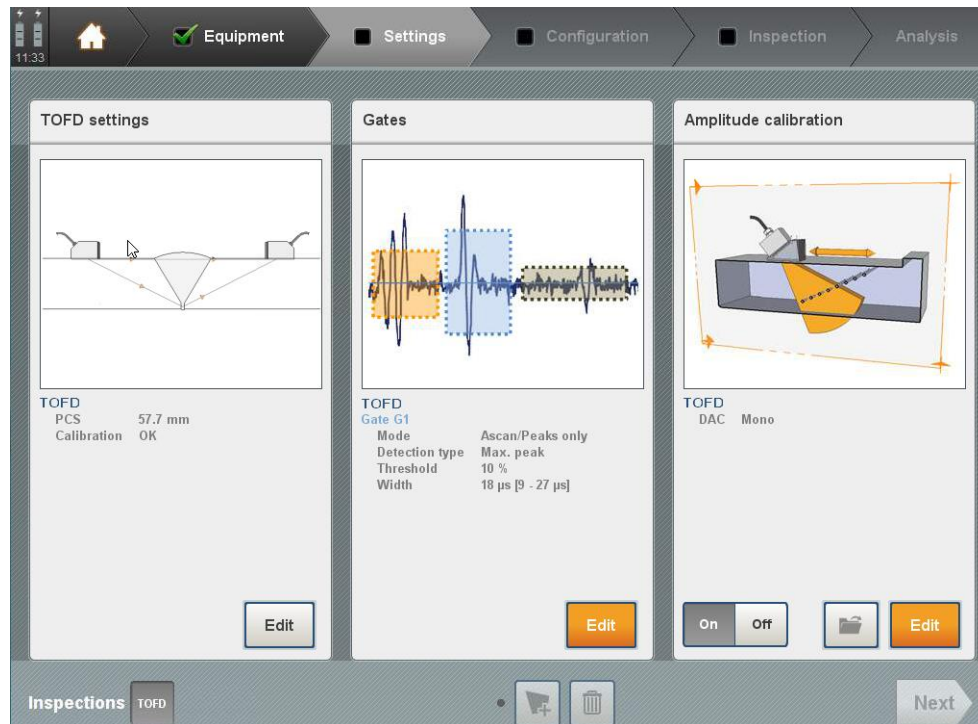 11:33
Equipment
Settings
Configuration
Inspection
Analysis
TOFD settings
TOFD
PCS 57.7 mm
Calibration OK
Edit
Gates
TOFD
Gate G1
Mode Ascan/Peaks only
Detection type Max. peak
Threshold 10 %
Width 18 µs [9 - 27 µs]
Edit
Amplitude calibration
TOFD
DAC Mono
On Off
Edit
Inspections TOFD
Next